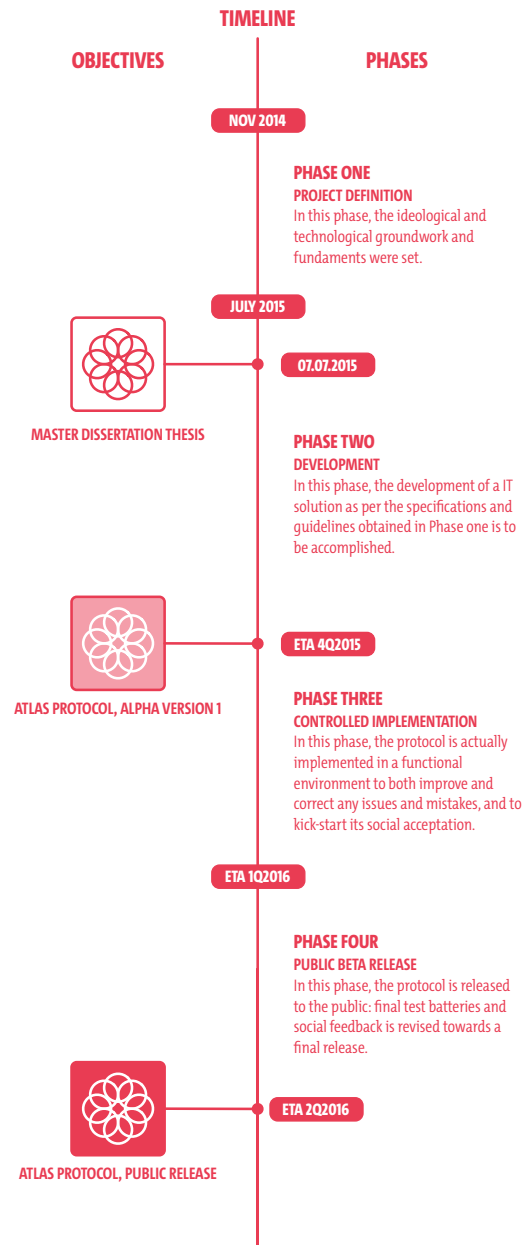 TIMELINE
OBJECTIVES
PHASES
NOV 2014
PHASE ONE
PROJECT DEFINITION
In this phase, the ideological and
technological groundwork and
fundaments were set.
JULY 2015
07.07.2015
MASTER DISSERTATION THESIS
PHASE TWO
DEVELOPMENT
In this phase, the development of a IT
solution as per the specifications and
guidelines obtained in Phase one is to
be accomplished.
ETA 4Q2015
ATLAS PROTOCOL, ALPHA VERSION 1
PHASE THREE
CONTROLLED IMPLEMENTATION
In this phase, the protocol is actually
implemented in a functional
environment to both improve and
correct any issues and mistakes, and to
kick-start its social acceptation.
ETA 1Q2016
PHASE FOUR
PUBLIC BETA RELEASE
In this phase, the protocol is released
to the public: final test batteries and
social feedback is revised towards a
final release.
ETA 2Q2016
ATLAS PROTOCOL, PUBLIC RELEASE